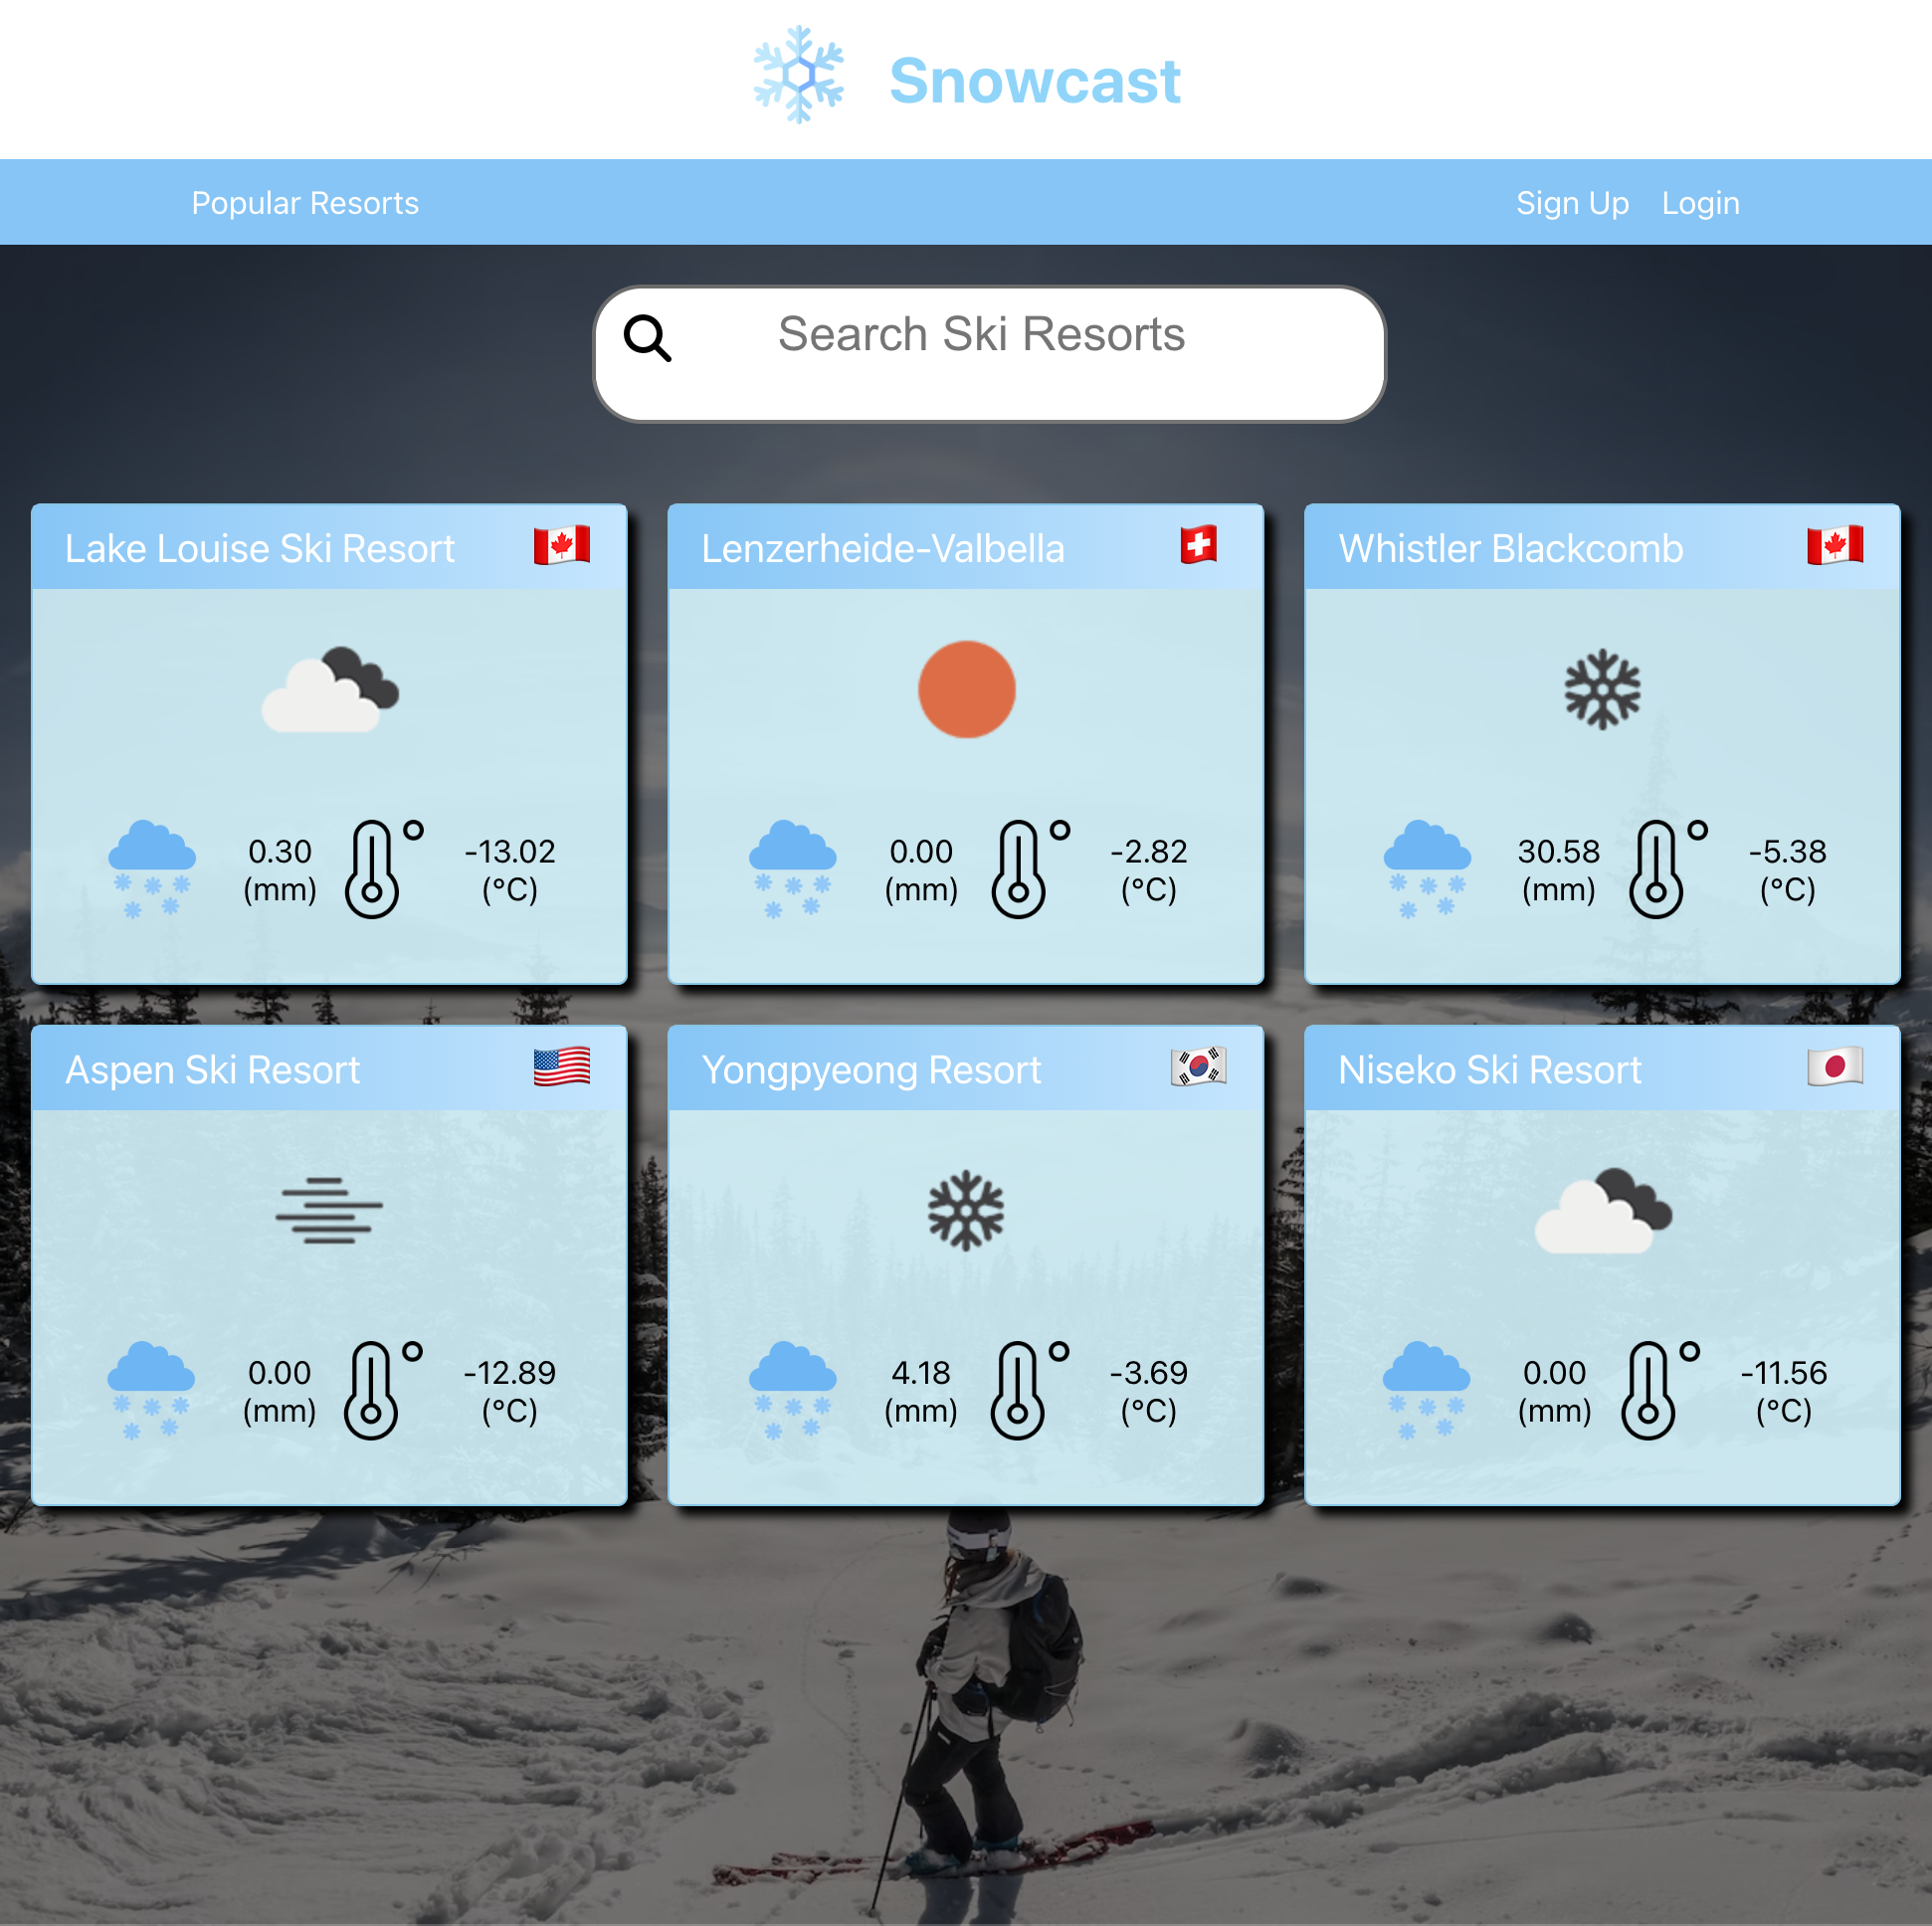 Snowcast
Popular Resorts
Sign Up Login
Search Ski Resorts
Lake Louise Ski Resort
0.30
(mm)
-13.02
(°C)
Lenzerheide-Valbella
0.00
(mm)
-2.82
(°C)
Whistler Blackcomb
30.58
(mm)
-5.38
(°C)
Aspen Ski Resort
0.00
(mm)
-12.89
(°C)
Yongpyeong Resort
4.18
(mm)
-3.69
(°C)
Niseko Ski Resort
0.00
(mm)
-11.56
(°C)